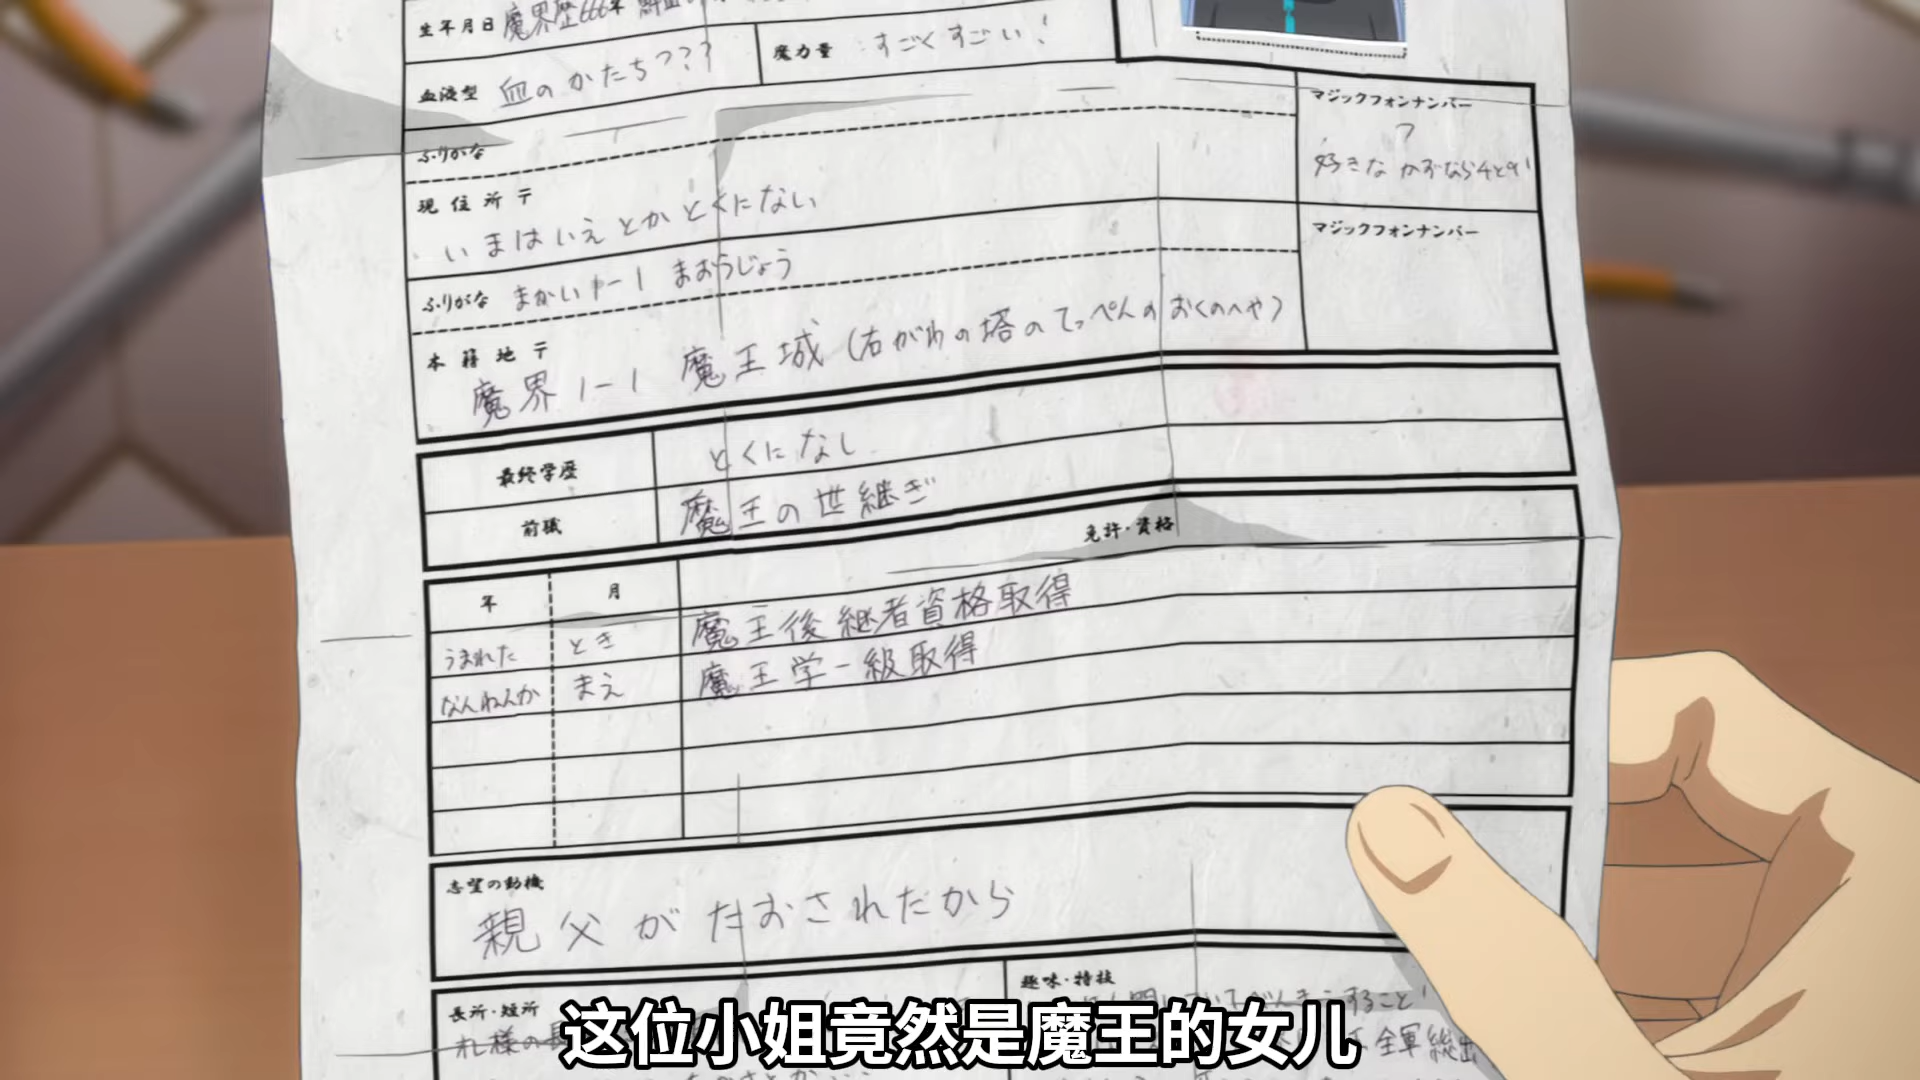 生年月日 魔界歴666年
血液型 血のかたちつ???
魔力量 :すごくすごい!
ふりがな
マジックフォンナンバー
?
好きなかずなら4と9!
現住所〒
いまはいえとかとくにない
ふりがな まかい1-1 まおうじょう
マジックフォンナンバー
本籍地〒
魔界1-1 魔王城(右がわの塔のてっぺんのおくのへや)
最終学歴 とくになし
前職 魔王の世継ぎ
年 月 免許・資格
うまれた とき 魔王後継者資格取得
なんねんか まえ 魔王学一級取得
志望の動機
親父がたおされたから
長所・短所
オレ様の長
趣味・特技
全軍総出
这位小姐竟然是魔王的女儿